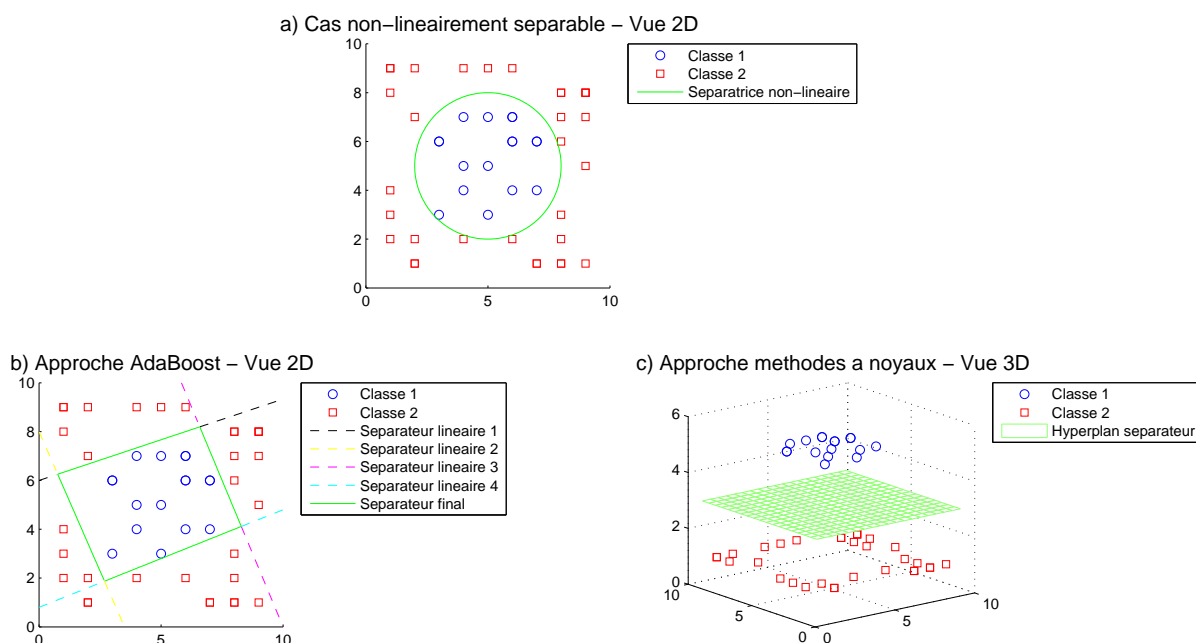 a) Cas non−lineairement separable − Vue 2D
Classe 1
Classe 2
Separatrice non−lineaire
10
8
6
4
2
0
0
5
10
b) Approche AdaBoost − Vue 2D
Classe 1
Classe 2
Separateur lineaire 1
Separateur lineaire 2
Separateur lineaire 3
Separateur lineaire 4
Separateur final
10
8
6
4
2
0
0
5
10
c) Approche methodes a noyaux − Vue 3D
Classe 1
Classe 2
Hyperplan separateur
6
4
2
0
10
5
0
0
5
10